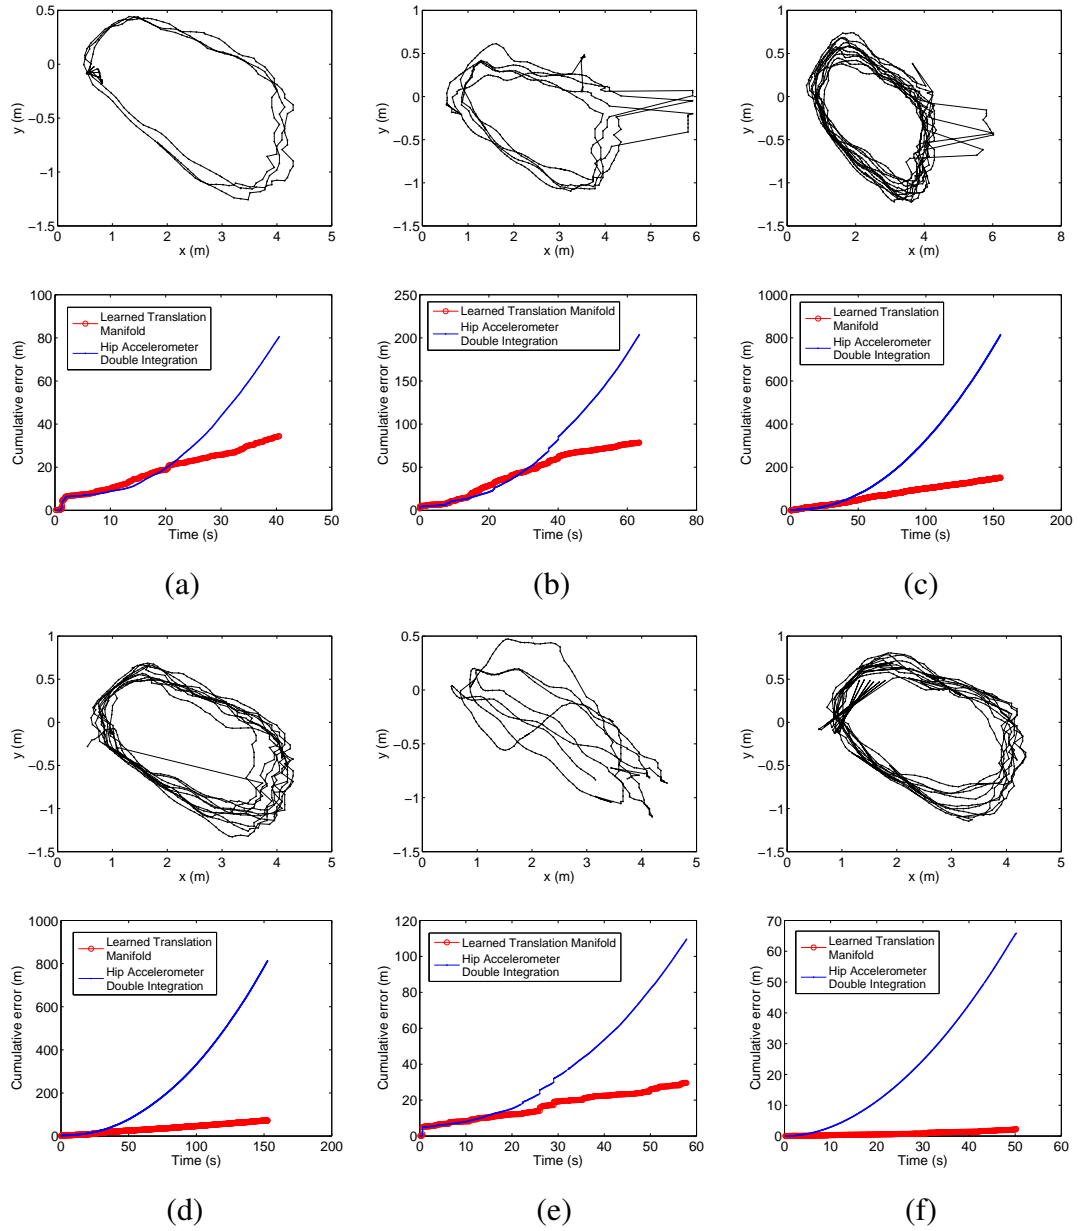 0.5
0
−0.5
−1
−1.5
y (m)
0 1 2 3 4 5
x (m)
1
0.5
0
−0.5
−1
−1.5
y (m)
0 1 2 3 4 5 6
x (m)
1
0.5
0
−0.5
−1
−1.5
y (m)
0 2 4 6 8
x (m)
100
80
60
40
20
0
Cumulative error (m)
Learned Translation
Manifold
Hip Accelerometer
Double Integration
0 10 20 30 40 50
Time (s)
250
200
150
100
50
0
Cumulative error (m)
Learned Translation Manifold
Hip Accelerometer
Double Integration
0 20 40 60 80
Time (s)
1000
800
600
400
200
0
Cumulative error (m)
Learned Translation
Manifold
Hip Accelerometer
Double Integration
0 50 100 150 200
Time (s)
(a) (b) (c)
1
0.5
0
−0.5
−1
−1.5
y (m)
0 1 2 3 4 5
x (m)
0.5
0
−0.5
−1
−1.5
y (m)
0 1 2 3 4 5
x (m)
1
0.5
0
−0.5
−1
−1.5
y (m)
0 1 2 3 4 5
x (m)
1000
800
600
400
200
0
Cumulative error (m)
Learned Translation
Manifold
Hip Accelerometer
Double Integration
0 50 100 150 200
Time (s)
120
100
80
60
40
20
0
Cumulative error (m)
Learned Translation Manifold
Hip Accelerometer
Double Integration
0 10 20 30 40 50 60
Time (s)
70
60
50
40
30
20
10
0
Cumulative error (m)
Learned Translation
Manifold
Hip Accelerometer
Double Integration
0 10 20 30 40 50 60
Time (s)
(d) (e) (f)